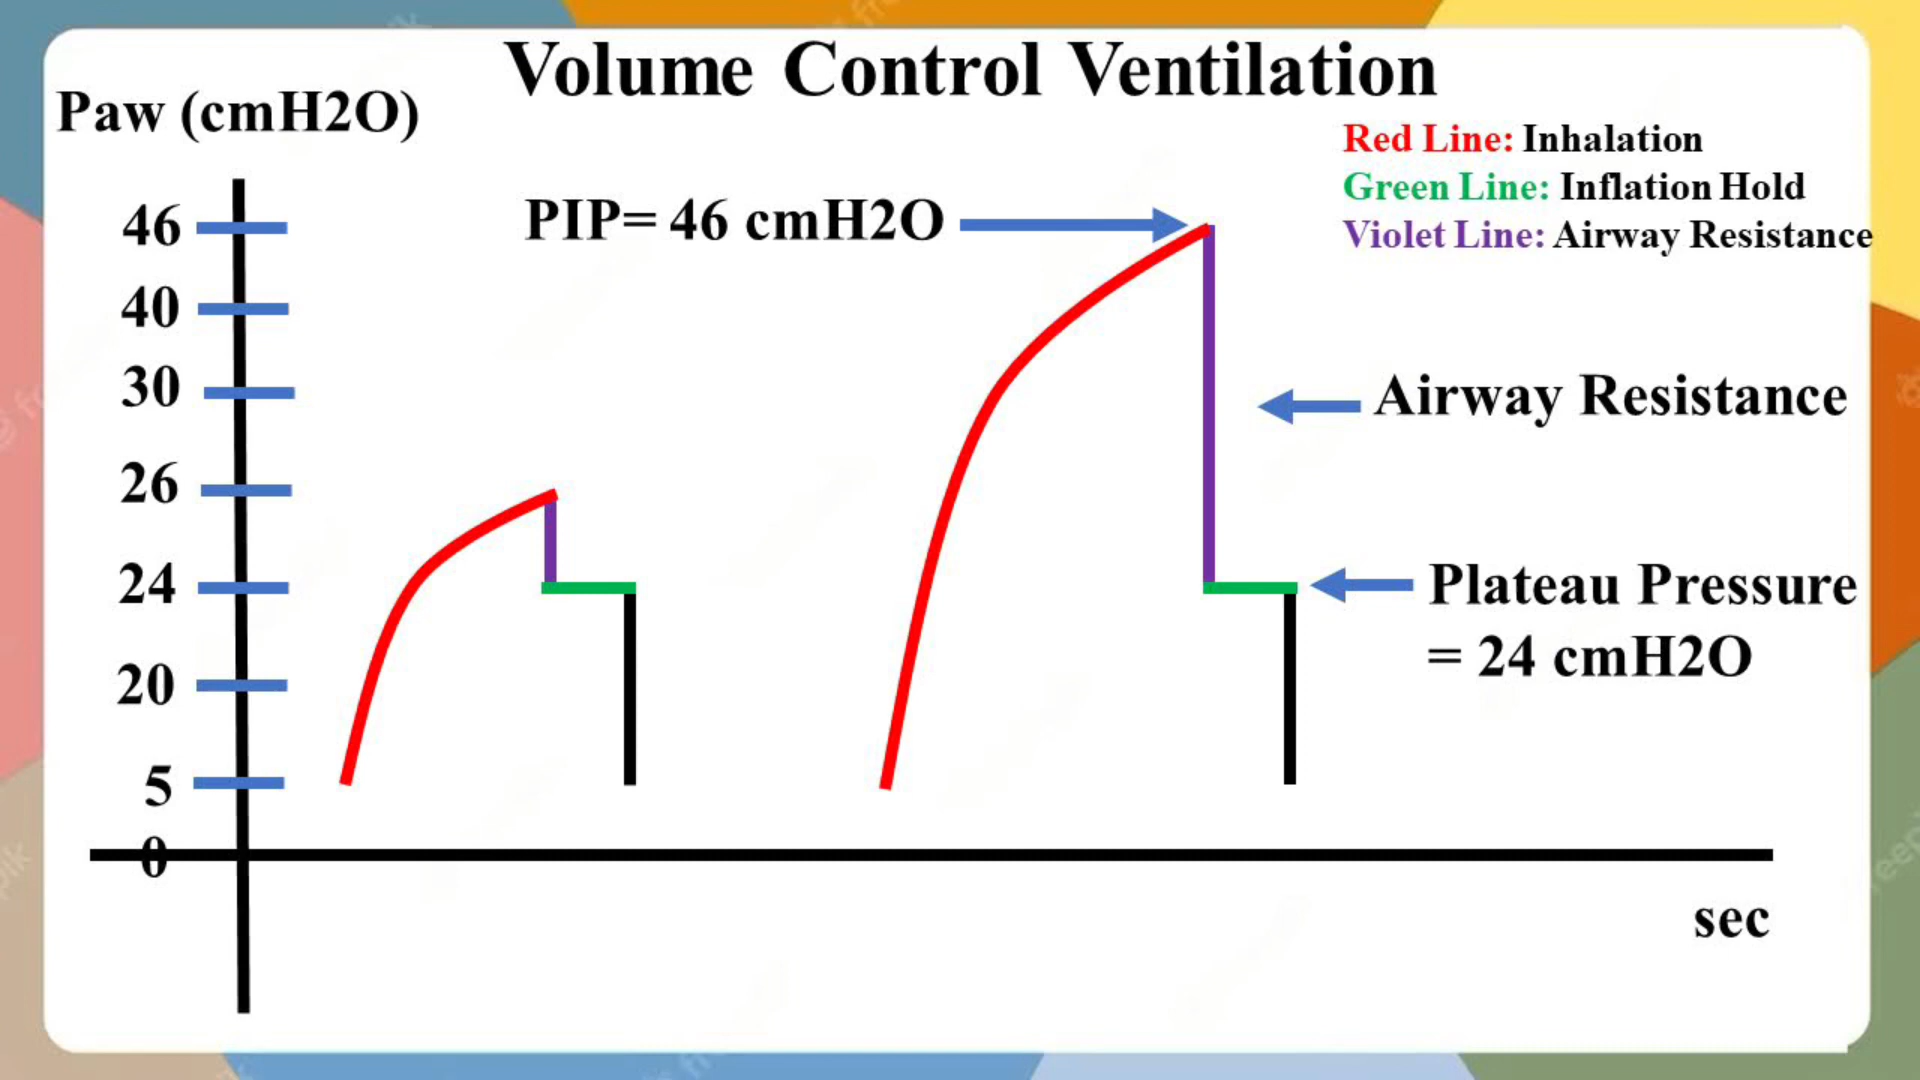 Volume Control Ventilation
Paw (cmH2O)
Red Line: Inhalation
Green Line: Inflation Hold
Violet Line: Airway Resistance
46
PIP= 46 cmH2O
40
30
Airway Resistance
26
24
Plateau Pressure
= 24 cmH2O
20
5
0
sec